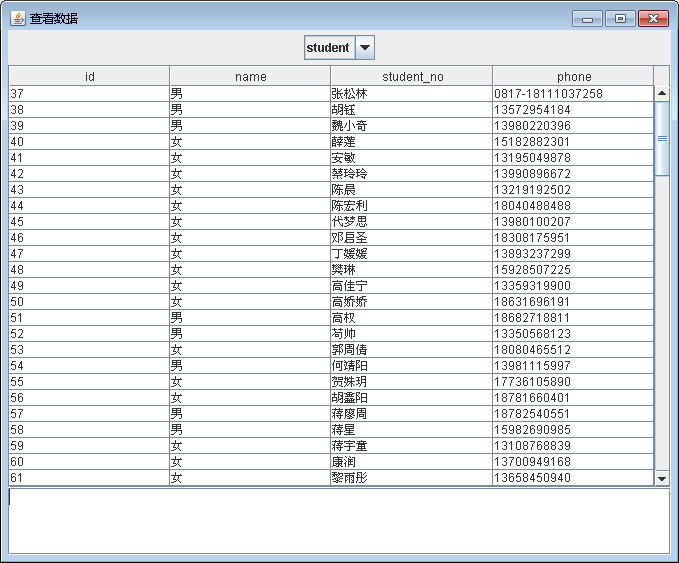 查看数据
student
id name student_no phone
37 男 张松林 0817-18111037258
38 男 胡钰 13572954184
39 男 魏小奇 13980220396
40 女 薛莲 15182882301
41 女 安敏 13195049878
42 女 蔡玲玲 13990896672
43 女 陈晨 13219192502
44 女 陈宏利 18040488488
45 女 代梦思 13980100207
46 女 邓启圣 18308175951
47 女 丁媛媛 13893237299
48 女 樊琳 15928507225
49 女 高佳宁 13359319900
50 女 高娇娇 18631696191
51 男 高权 18682718811
52 男 苟帅 13350568123
53 女 郭周倩 18080465512
54 男 何靖阳 13981115997
55 女 贺姝玥 17736105890
56 女 胡鑫阳 18781660401
57 男 蒋廖周 18782540551
58 男 蒋星 15982690985
59 女 蒋宇童 13108768839
60 女 康润 13700949168
61 女 黎雨彤 13658450940